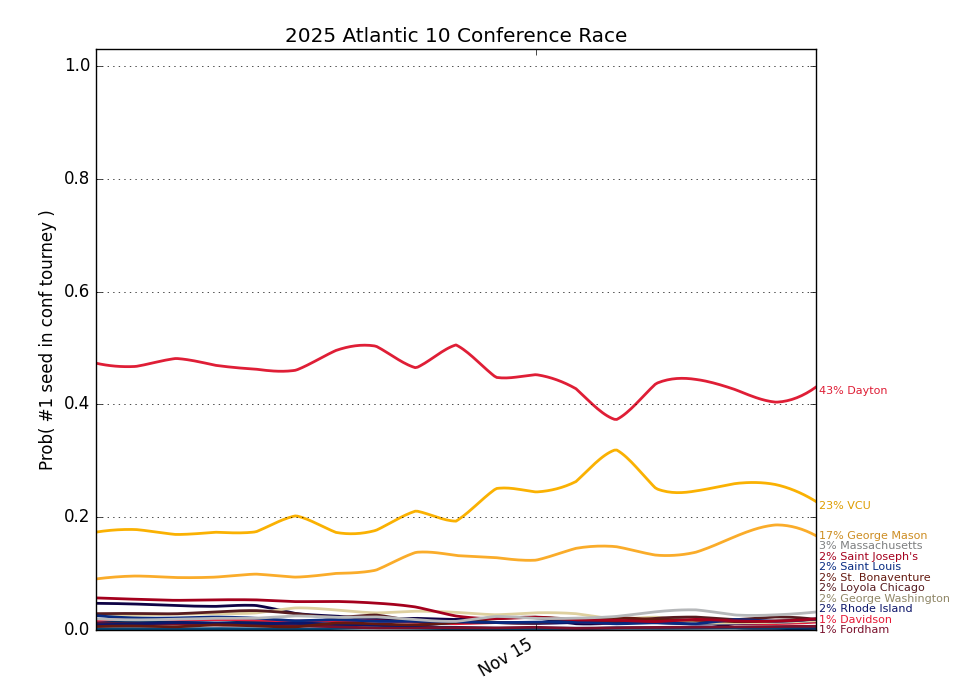 2025 Atlantic 10 Conference Race
1.0
0.8
0.6
0.4
0.2
0.0
Prob( #1 seed in conf tourney )
Nov 15
43% Dayton
23% VCU
17% George Mason
3% Massachusetts
2% Saint Joseph's
2% Saint Louis
2% St. Bonaventure
2% Loyola Chicago
2% George Washington
2% Rhode Island
1% Davidson
1% Fordham